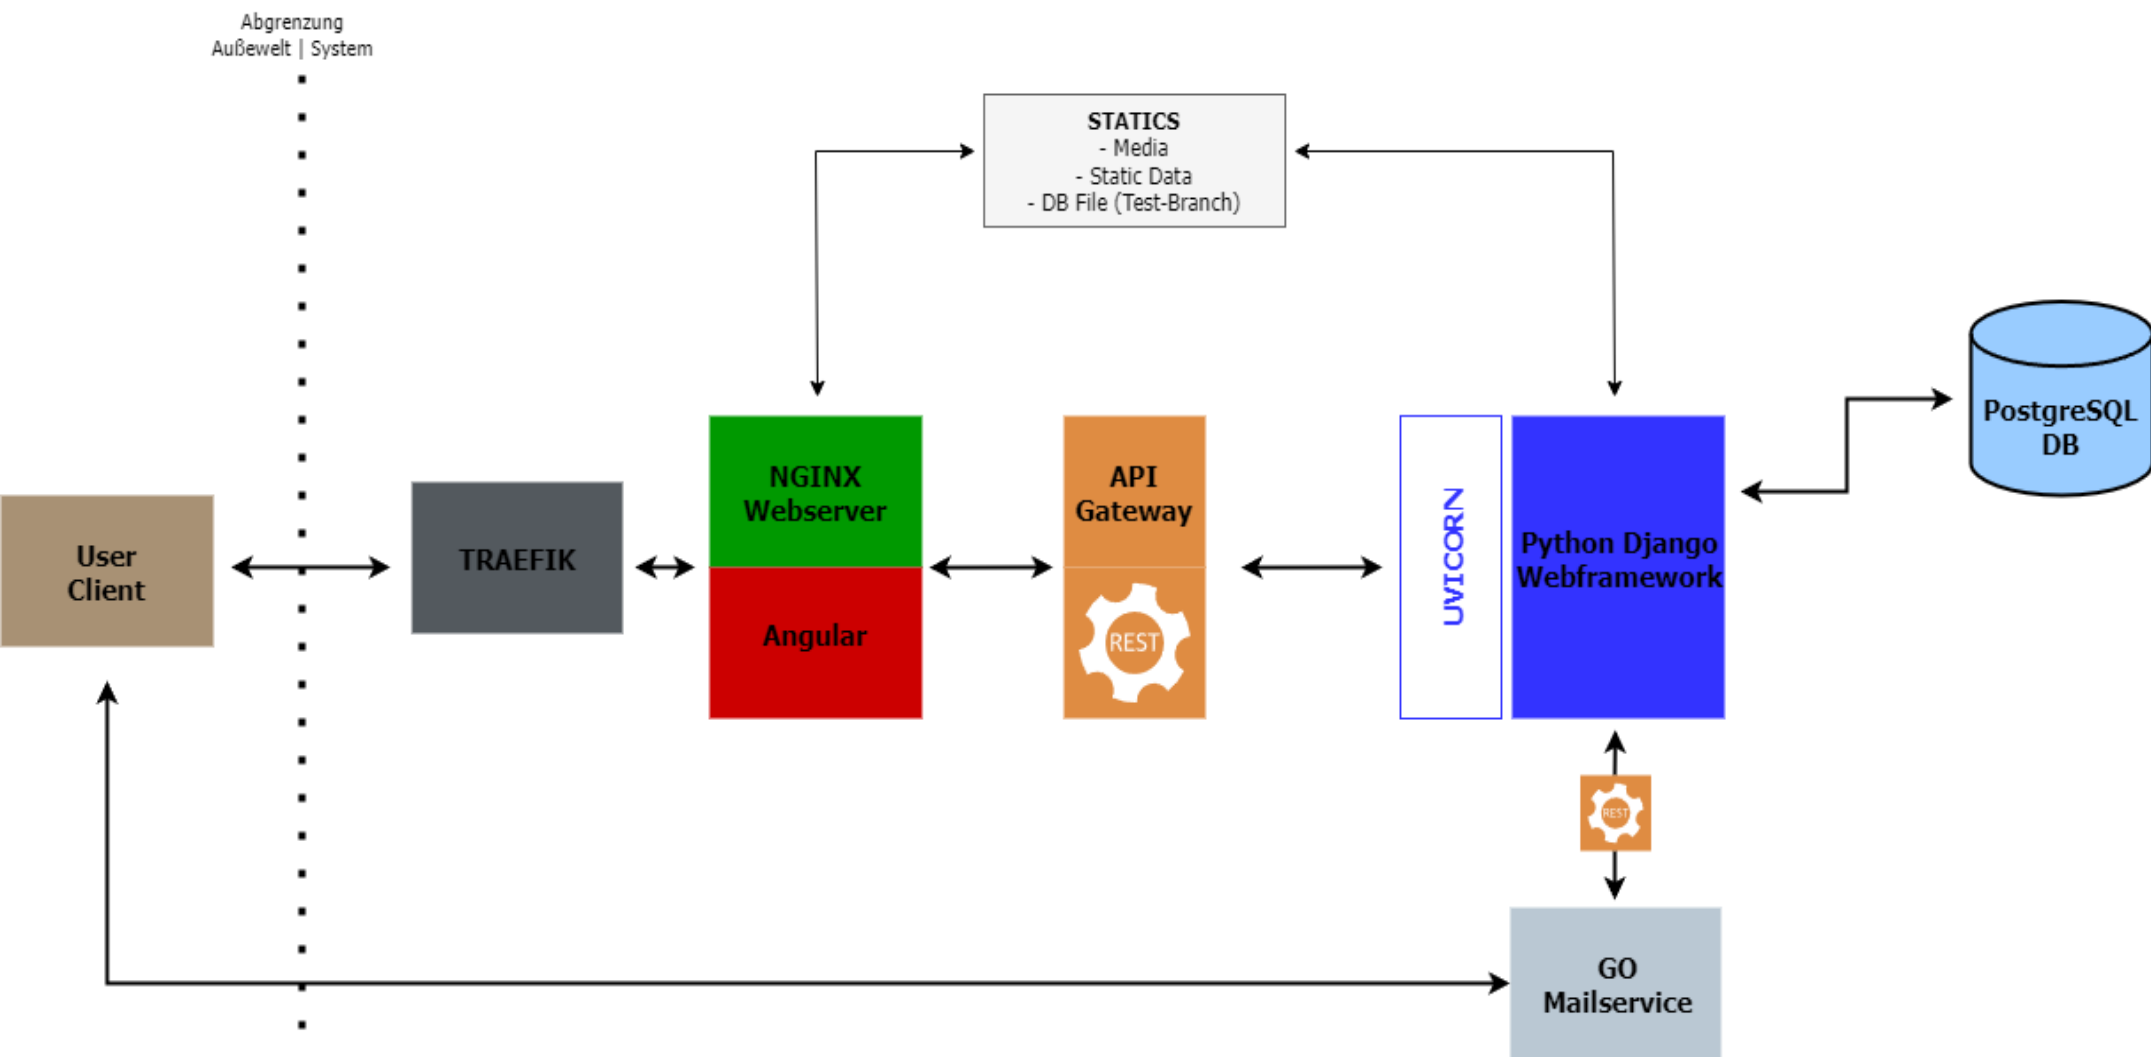 Abgrenzung
Außewelt | System
STATICS
- Media
- Static Data
- DB File (Test-Branch)
PostgreSQL
DB
NGINX
Webserver
API
Gateway
UVICORN
Python Django
Webframework
User
Client
TRAEFIK
Angular
REST
REST
GO
Mailservice